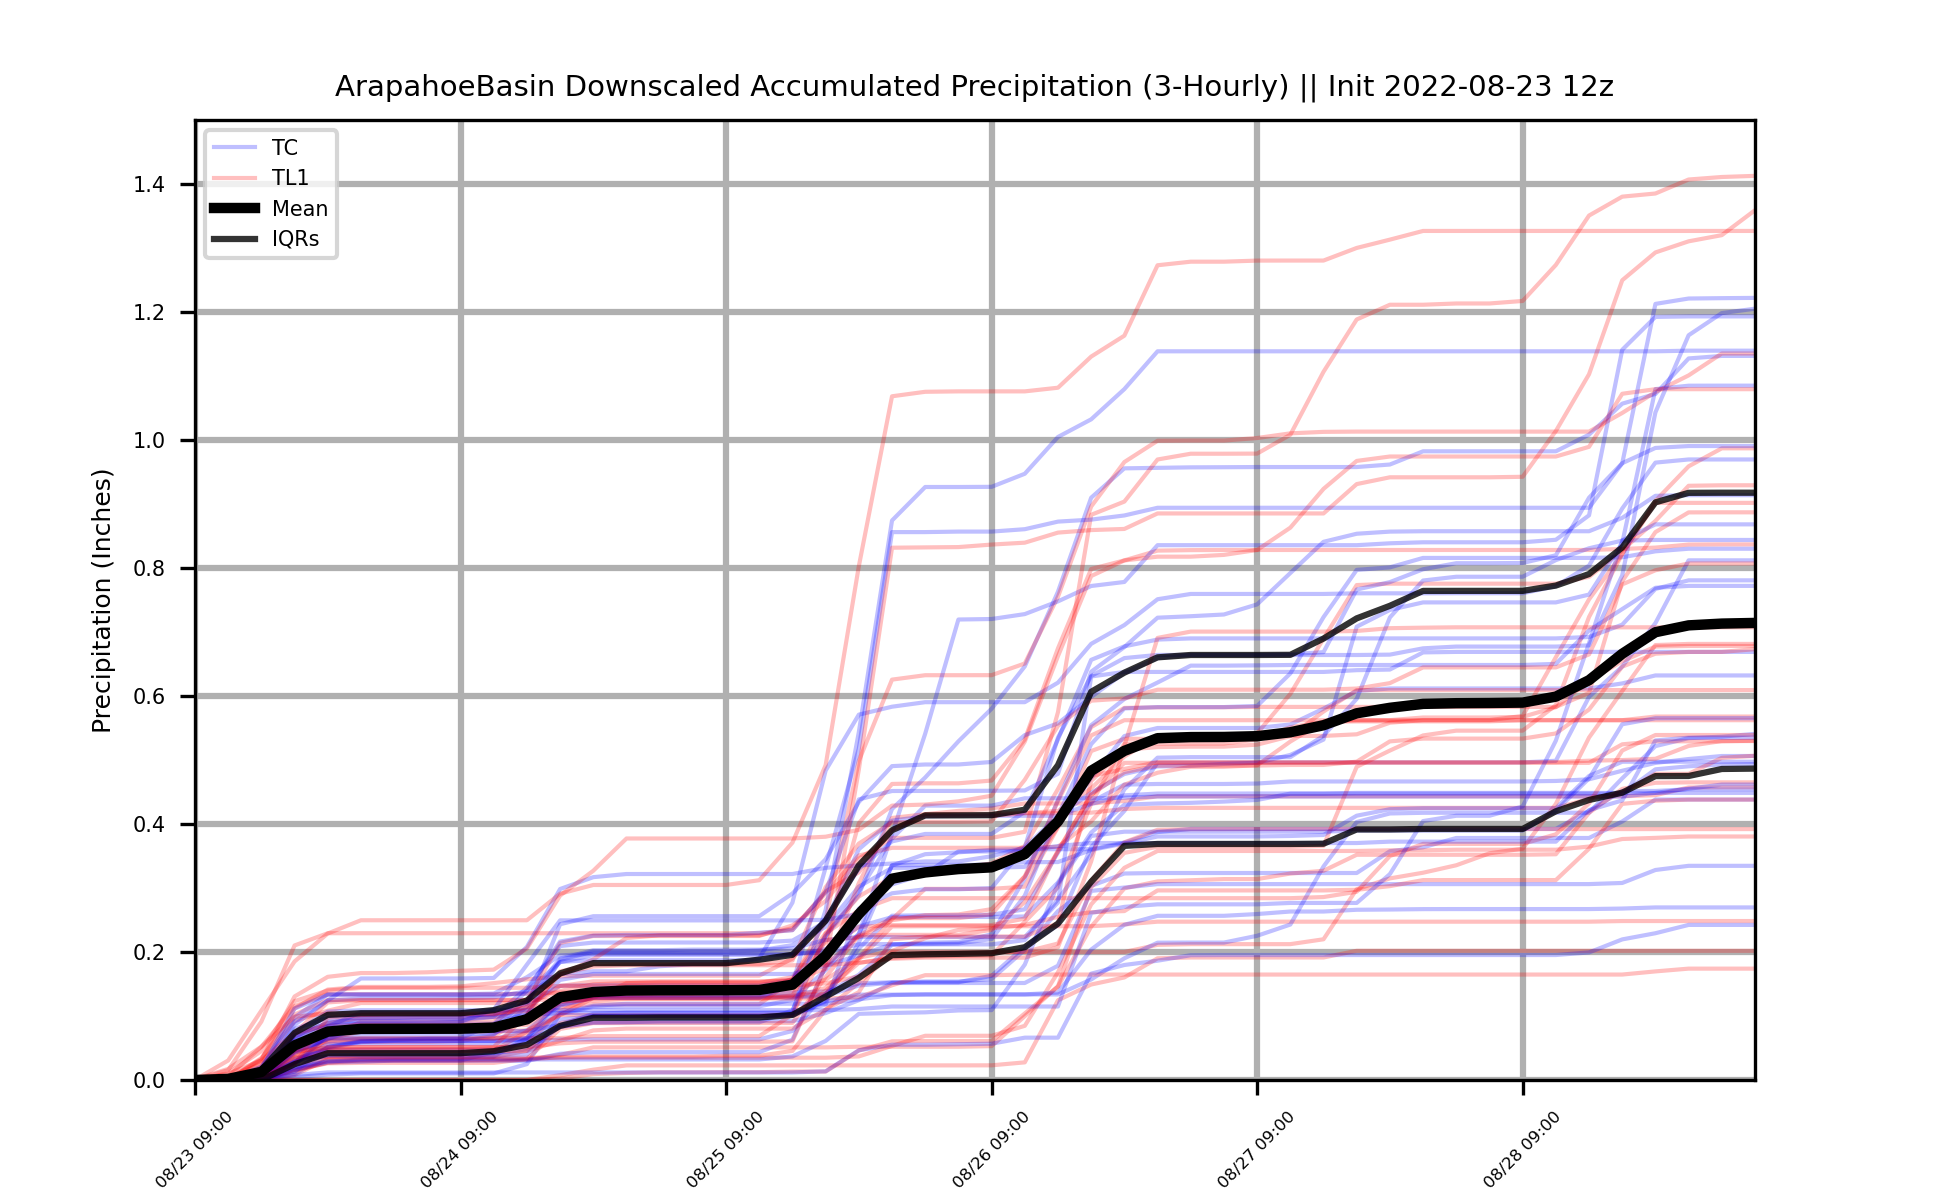 ArapahoeBasin Downscaled Accumulated Precipitation (3-Hourly) || Init 2022-08-23 12z
TC
TL1
Mean
IQRs
Precipitation (Inches)
1.4
1.2
1.0
0.8
0.6
0.4
0.2
0.0
08/23 09:00
08/24 09:00
08/25 09:00
08/26 09:00
08/27 09:00
08/28 09:00